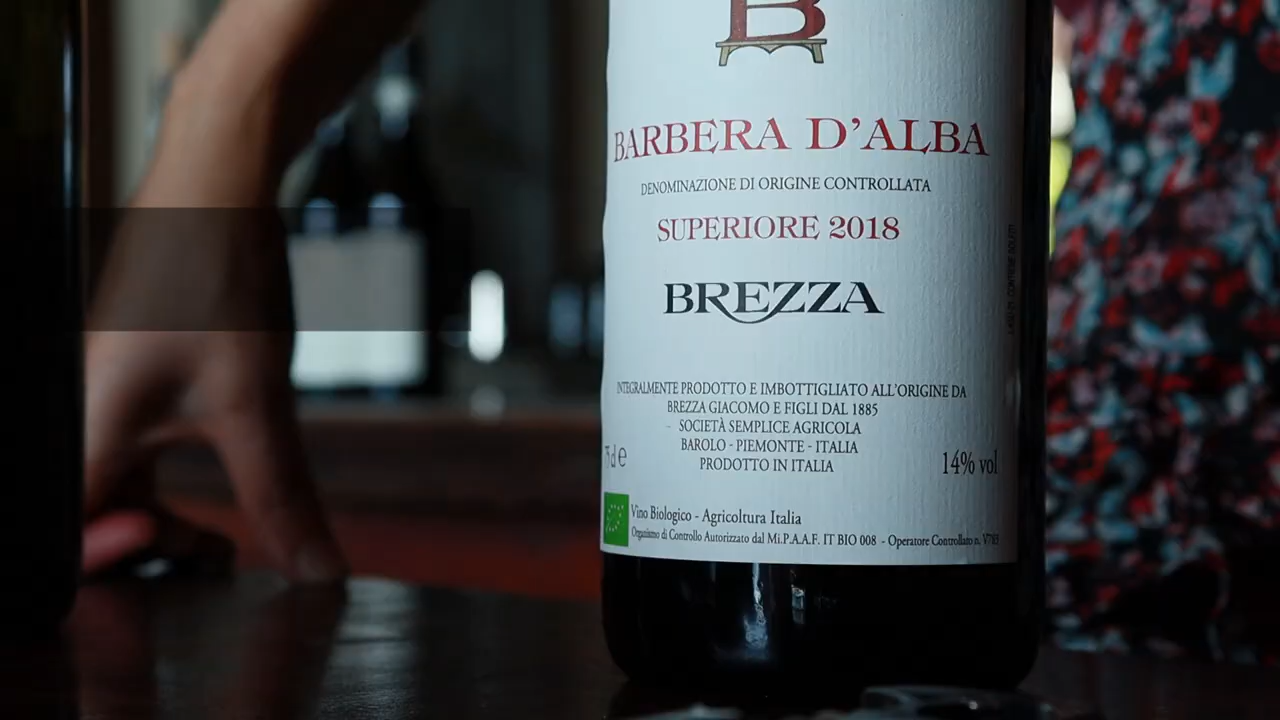 B
BARBERA D'ALBA
DENOMINAZIONE DI ORIGINE CONTROLLATA
SUPERIORE 2018
BREZZA
INTEGRALMENTE PRODOTTO E IMBOTTIGLIATO ALL'ORIGINE DA
BREZZA GIACOMO E FIGLI DAL 1885
SOCIETÀ SEMPLICE AGRICOLA
BAROLO - PIEMONTE - ITALIA
PRODOTTO IN ITALIA
14% vol
Vino Biologico - Agricoltura Italia
Organismo di Controllo Autorizzato dal Mi.P.A.A.F. IT BIO 008 - Operatore Controllato n.